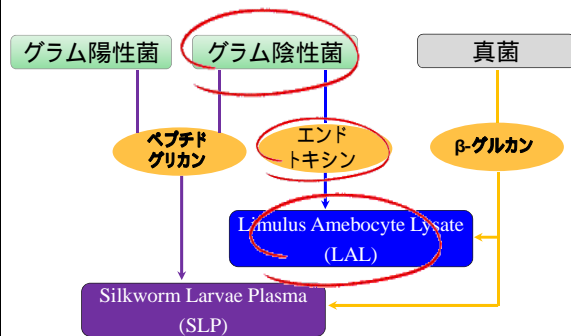 グラム陽性菌
グラム陰性菌
真菌
ペプチド
グリカン
エンド
トキシン
β-グルカン
Limulus Amebocyte Lysate
(LAL)
Silkworm Larvae Plasma
(SLP)